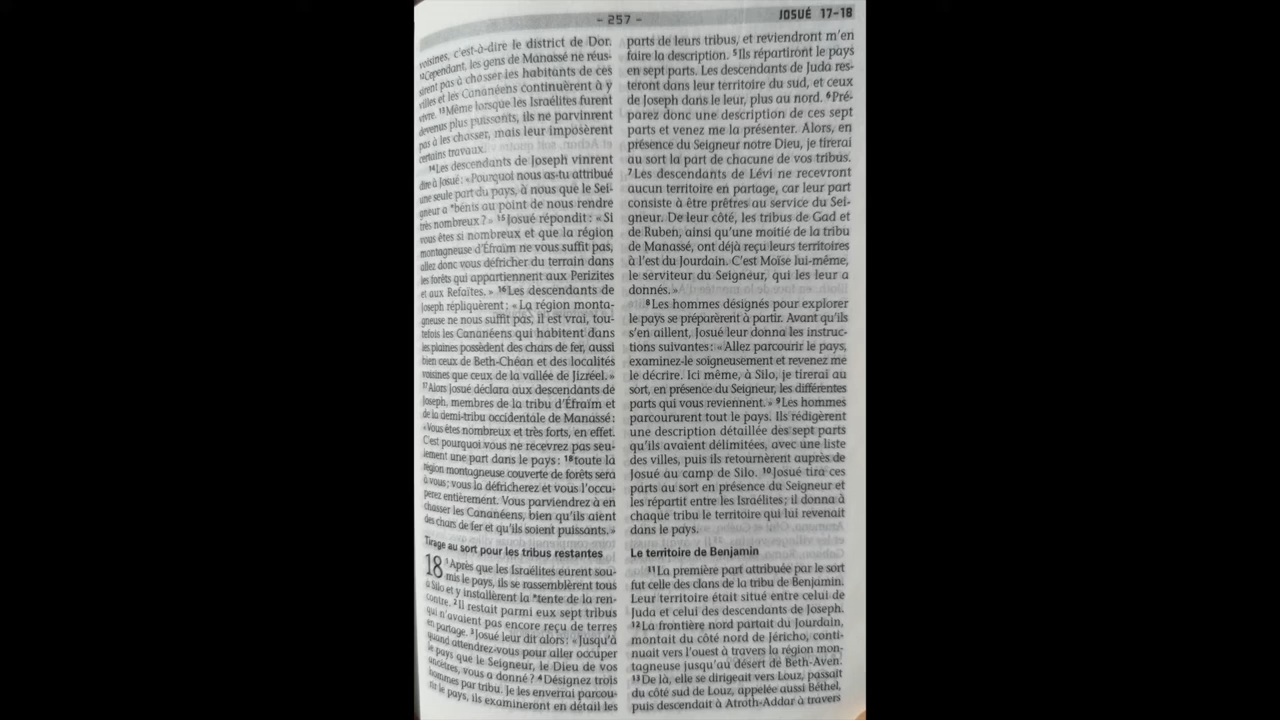 - 257 -
JOSUÉ 17-18
voisines, c'est-à-dire le district de Dor.
12Cependant, les gens de Manassé ne réus-
sirent pas à chasser les habitants de ces
villes et les Cananéens continuèrent à y
vivre. 13Même lorsque les Israélites furent
devenus plus puissants, ils ne parvinrent
pas à les chasser, mais leur imposèrent
certains travaux.
14Les descendants de Joseph vinrent
dire à Josué: «Pourquoi nous as-tu attribué
une seule part du pays, à nous que le Sei-
gneur a *bénis au point de nous rendre
très nombreux?» 15Josué répondit: «Si
vous êtes si nombreux et que la région
montagneuse d'Éfraïm ne vous suffit pas,
allez donc vous défricher du terrain dans
les forêts qui appartiennent aux Perizites
et aux Refaïtes.» 16Les descendants de
Joseph répliquèrent: «La région monta-
gneuse ne nous suffit pas, il est vrai, tou-
tefois les Cananéens qui habitent dans
les plaines possèdent des chars de fer, aussi
bien ceux de Beth-Chéan et des localités
voisines que ceux de la vallée de Jizréel.»
17Alors Josué déclara aux descendants de
Joseph, membres de la tribu d'Éfraïm et
de la demi-tribu occidentale de Manassé:
«Vous êtes nombreux et très forts, en effet.
C'est pourquoi vous ne recevrez pas seu-
lement une part dans le pays: 18toute la
région montagneuse couverte de forêts sera
à vous; vous la défricherez et vous l'occu-
perez entièrement. Vous parviendrez à en
chasser les Cananéens, bien qu'ils aient
des chars de fer et qu'ils soient puissants.»
Tirage au sort pour les tribus restantes
18 1Après que les Israélites eurent sou-
mis le pays, ils se rassemblèrent tous
à Silo et y installèrent la *tente de la ren-
contre. 2Il restait parmi eux sept tribus
qui n'avaient pas encore reçu de terres
en partage. 3Josué leur dit alors: «Jusqu'à
quand attendrez-vous pour aller occuper
le pays que le Seigneur, le Dieu de vos
ancêtres, vous a donné? 4Désignez trois
hommes par tribu. Je les enverrai parcou-
rir le pays, ils examineront en détail les
parts de leurs tribus, et reviendront m'en
faire la description. 5Ils répartiront le pays
en sept parts. Les descendants de Juda res-
teront dans leur territoire du sud, et ceux
de Joseph dans le leur, plus au nord. 6Pré-
parez donc une description de ces sept
parts et venez me la présenter. Alors, en
présence du Seigneur notre Dieu, je tirerai
au sort la part de chacune de vos tribus.
7Les descendants de Lévi ne recevront
aucun territoire en partage, car leur part
consiste à être prêtres au service du Sei-
gneur. De leur côté, les tribus de Gad et
de Ruben, ainsi qu'une moitié de la tribu
de Manassé, ont déjà reçu leurs territoires
à l'est du Jourdain. C'est Moïse lui-même,
le serviteur du Seigneur, qui les leur a
donnés.»
8Les hommes désignés pour explorer
le pays se préparèrent à partir. Avant qu'ils
s'en aillent, Josué leur donna les instruc-
tions suivantes: «Allez parcourir le pays,
examinez-le soigneusement et revenez me
le décrire. Ici même, à Silo, je tirerai au
sort, en présence du Seigneur, les différentes
parts qui vous reviennent.» 9Les hommes
parcoururent tout le pays. Ils rédigèrent
une description détaillée des sept parts
qu'ils avaient délimitées, avec une liste
des villes, puis ils retournèrent auprès de
Josué au camp de Silo. 10Josué tira ces
parts au sort en présence du Seigneur et
les répartit entre les Israélites; il donna à
chaque tribu le territoire qui lui revenait
dans le pays.
Le territoire de Benjamin
11La première part attribuée par le sort
fut celle des clans de la tribu de Benjamin.
Leur territoire était situé entre celui de
Juda et celui des descendants de Joseph.
12La frontière nord partait du Jourdain,
montait du côté nord de Jéricho, conti-
nuait vers l'ouest à travers la région mon-
tagneuse jusqu'au désert de Beth-Aven.
13De là, elle se dirigeait vers Louz, passait
du côté sud de Louz, appelée aussi Béthel,
puis descendait à Atroth-Addar à travers